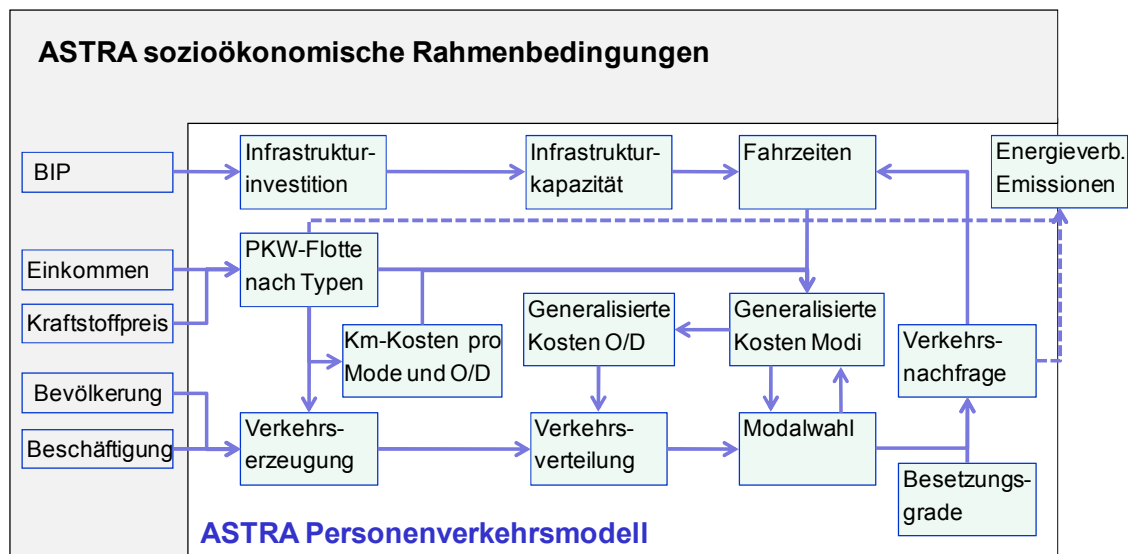 ASTRA sozioökonomische Rahmenbedingungen
BIP
Infrastruktur-
investition
Infrastruktur-
kapazität
Fahrzeiten
Energieverb.
Emissionen
Einkommen
Kraftstoffpreis
PKW-Flotte
nach Typen
Km-Kosten pro
Mode und O/D
Generalisierte
Kosten O/D
Generalisierte
Kosten Modi
Verkehrs-
nachfrage
Bevölkerung
Beschäftigung
Verkehrs-
erzeugung
Verkehrs-
verteilung
Modalwahl
Besetzungs-
grade
ASTRA Personenverkehrsmodell